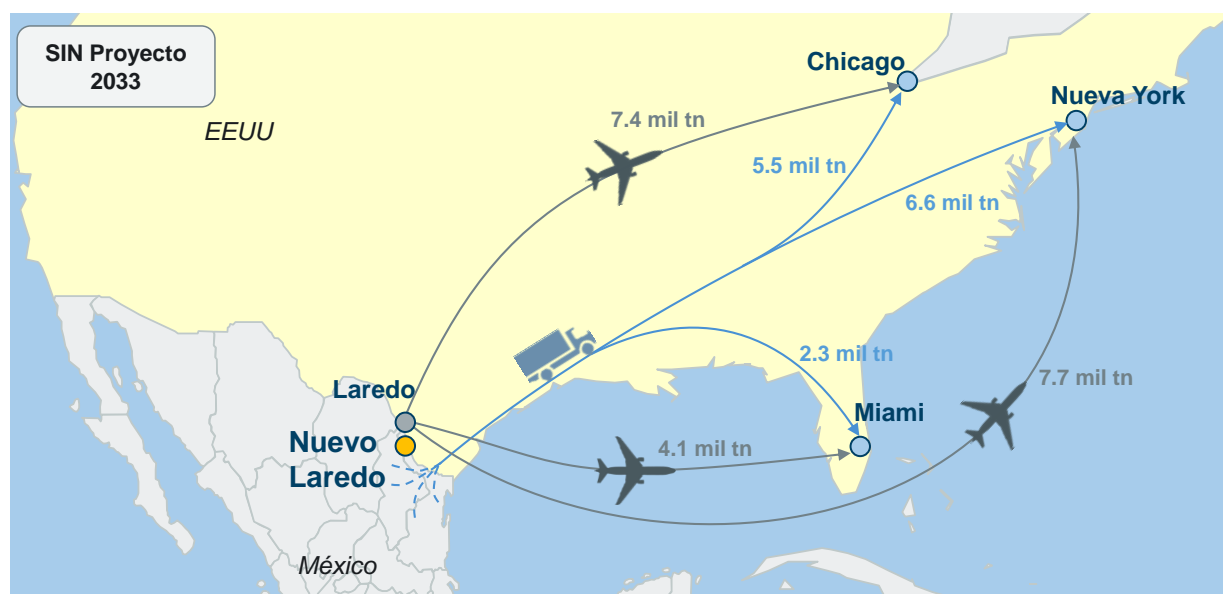 SIN Proyecto
2033
Chicago
Nueva York
EEUU
7.4 mil tn
5.5 mil tn
6.6 mil tn
2.3 mil tn
7.7 mil tn
Laredo
Miami
Nuevo
Laredo
4.1 mil tn
México